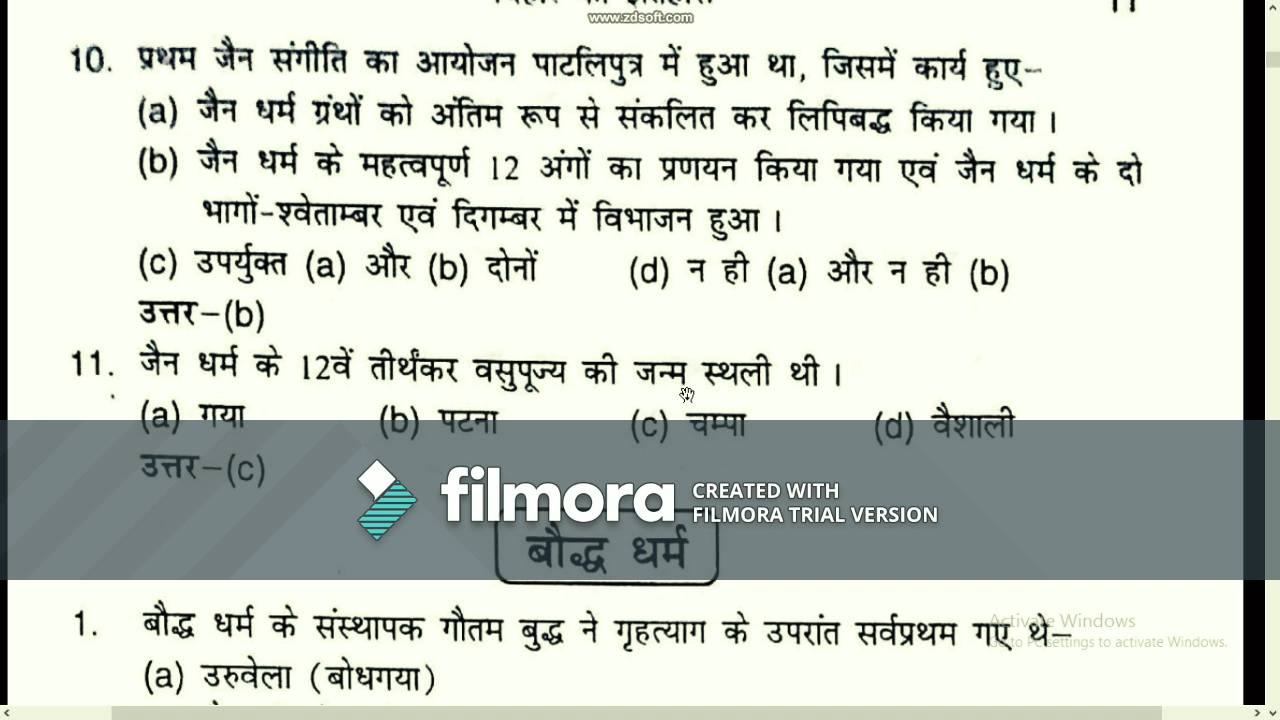 www.zdsoft.com
11
10. प्रथम जैन संगीति का आयोजन पाटलिपुत्र में हुआ था, जिसमें कार्य हुए–
(a) जैन धर्म ग्रंथों को अंतिम रूप से संकलित कर लिपिबद्ध किया गया।
(b) जैन धर्म के महत्वपूर्ण 12 अंगों का प्रणयन किया गया एवं जैन धर्म के दो
भागों-श्वेताम्बर एवं दिगम्बर में विभाजन हुआ।
(c) उपर्युक्त (a) और (b) दोनों (d) न ही (a) और न ही (b)
उत्तर–(b)
11. जैन धर्म के 12वें तीर्थंकर वसुपूज्य की जन्म स्थली थी।
(a) गया (b) पटना (c) चम्पा (d) वैशाली
उत्तर–(c)
filmora CREATED WITH
FILMORA TRIAL VERSION
बौद्ध धर्म
1. बौद्ध धर्म के संस्थापक गौतम बुद्ध ने गृहत्याग के उपरांत सर्वप्रथम गए थे–
Activate Windows
Go to PC settings to activate Windows.
(a) उरुवेला (बोधगया)